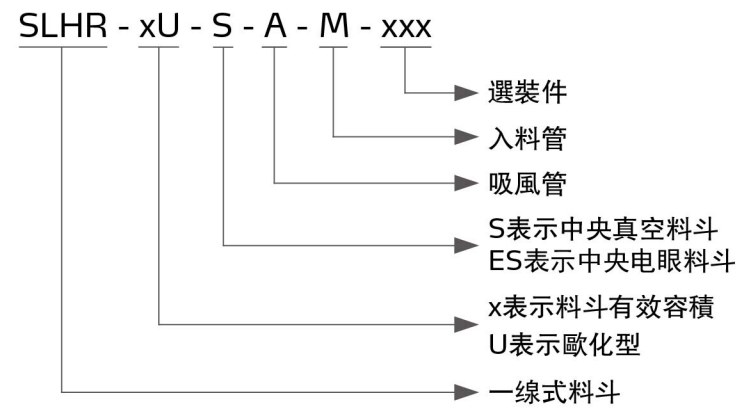 SLHR - xU - S - A - M - xxx
選裝件
入料管
吸風管
S表示中央真空料斗
ES表示中央电眼料斗
x表示料斗有效容積
U表示歐化型
一线式料斗